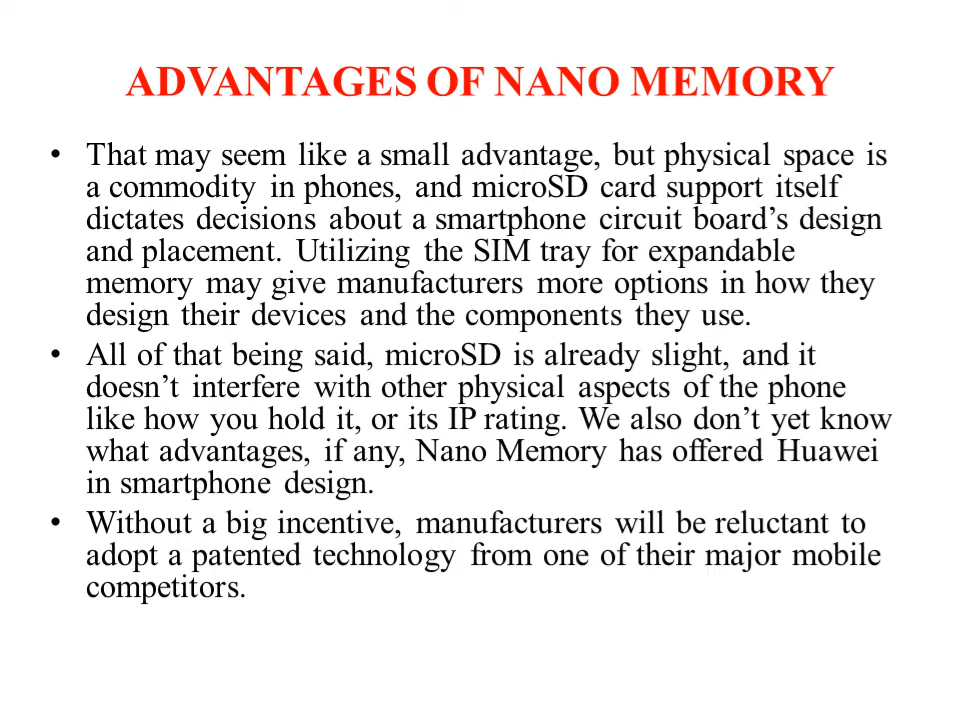 ADVANTAGES OF NANO MEMORY
• That may seem like a small advantage, but physical space is
a commodity in phones, and microSD card support itself
dictates decisions about a smartphone circuit board’s design
and placement. Utilizing the SIM tray for expandable
memory may give manufacturers more options in how they
design their devices and the components they use.
• All of that being said, microSD is already slight, and it
doesn’t interfere with other physical aspects of the phone
like how you hold it, or its IP rating. We also don’t yet know
what advantages, if any, Nano Memory has offered Huawei
in smartphone design.
• Without a big incentive, manufacturers will be reluctant to
adopt a patented technology from one of their major mobile
competitors.